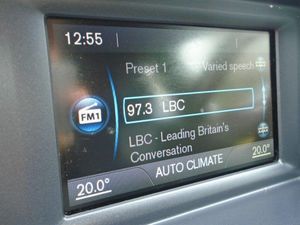 12:55
Preset 1 Varied speech
FM1
97.3 LBC
LBC - Leading Britain's
Conversation
AUTO CLIMATE
20.0° 20.0°